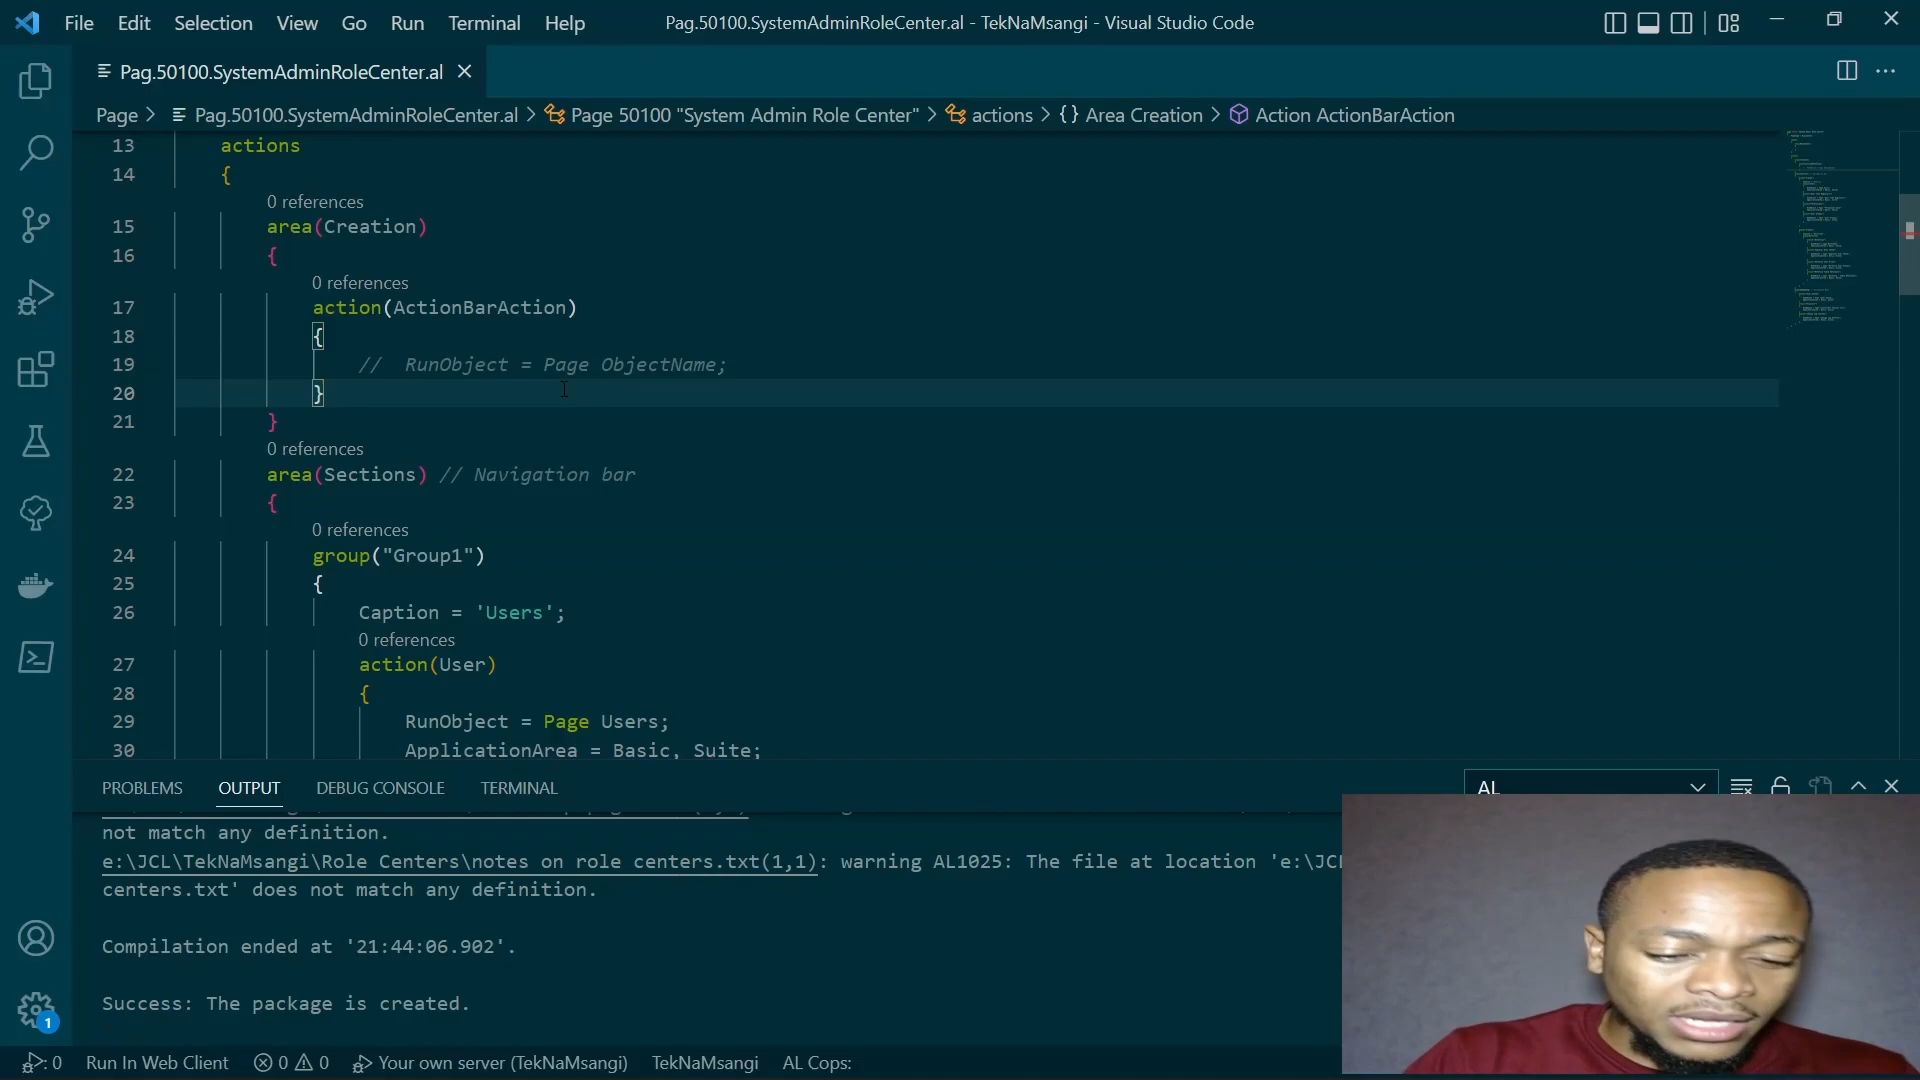 File Edit Selection View Go Run Terminal Help Pag.50100.SystemAdminRoleCenter.al - TekNaMsangi - Visual Studio Code
Pag.50100.SystemAdminRoleCenter.al
Page > Pag.50100.SystemAdminRoleCenter.al > Page 50100 "System Admin Role Center" > actions > {} Area Creation > Action ActionBarAction
13 actions
14 {
0 references
15 area(Creation)
16 {
0 references
17 action(ActionBarAction)
18 {
19 // RunObject = Page ObjectName;
20 }
21 }
0 references
22 area(Sections) // Navigation bar
23 {
0 references
24 group("Group1")
25 {
26 Caption = 'Users';
0 references
27 action(User)
28 {
29 RunObject = Page Users;
30 ApplicationArea = Basic, Suite;
PROBLEMS OUTPUT DEBUG CONSOLE TERMINAL AL
not match any definition.
e:\JCL\TekNaMsangi\Role Centers\notes on role centers.txt(1,1): warning AL1025: The file at location 'e:\JCL
centers.txt' does not match any definition.
Compilation ended at '21:44:06.902'.
Success: The package is created.
1
: 0 Run In Web Client 0 0 Your own server (TekNaMsangi) TekNaMsangi AL Cops: